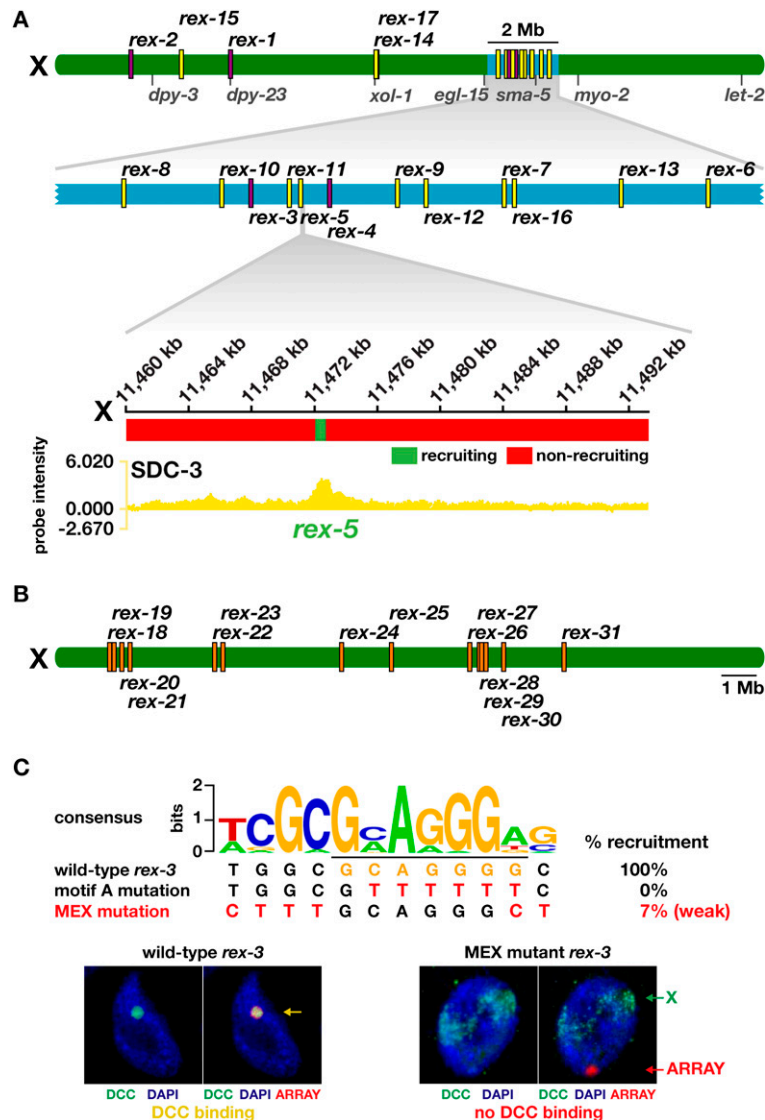 A
rex-17
rex-15
rex-2 rex-1 rex-14 2 Mb
X
dpy-3 dpy-23 xol-1 egl-15 sma-5 myo-2 let-2
rex-8 rex-10 rex-11 rex-9 rex-7 rex-13 rex-6
rex-3 rex-5 rex-12 rex-16
rex-4
11,460 kb 11,464 kb 11,468 kb 11,472 kb 11,476 kb 11,480 kb 11,484 kb 11,488 kb 11,492 kb
X
recruiting non-recruiting
probe intensity
6.020 SDC-3
0.000
-2.670
rex-5
B
rex-19 rex-23 rex-25 rex-27
rex-18 rex-22 rex-24 rex-26 rex-31
X
rex-20 rex-28
rex-21 rex-29
rex-30
1 Mb
C
consensus
bits
2
1
0
TCGCGCAGGGAG
% recruitment
wild-type rex-3 T G G C G C A G G G G C 100%
motif A mutation T G G C G T T T T T T C 0%
MEX mutation C T T T G C A G G G C T 7% (weak)
wild-type rex-3 MEX mutant rex-3
X
ARRAY
DCC DAPI DCC DAPI ARRAY DCC DAPI DCC DAPI ARRAY
DCC binding no DCC binding